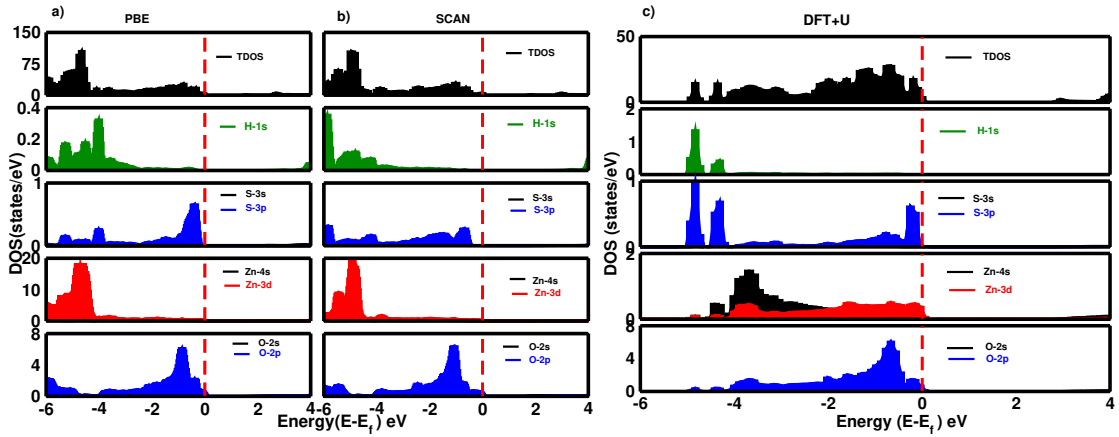 a) PBE b) SCAN c) DFT+U
150
75
0
TDOS
TDOS
50
0
TDOS
0.4
0.2
0
H-1s
H-1s
2
1
0
H-1s
1
0
S-3s
S-3p
S-3s
S-3p
1
0
S-3s
S-3p
20
10
0
Zn-4s
Zn-3d
Zn-4s
Zn-3d
2
0
Zn-4s
Zn-3d
8
4
0
O-2s
O-2p
O-2s
O-2p
8
4
0
O-2s
O-2p
DOS(states/eV)
DOS (states/eV)
-6 -4 -2 0 2 4 -6 -4 -2 0 2 4
-4 -2 0 2 4
Energy(E-Ef) eV
Energy (E-Ef) eV